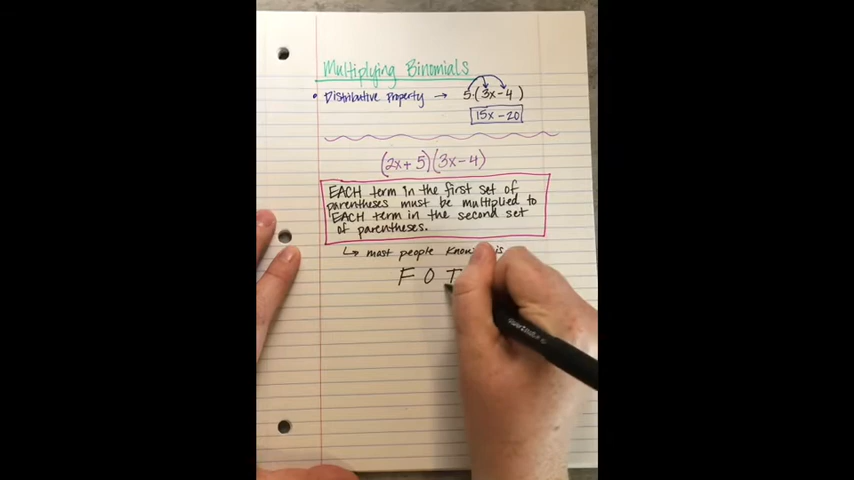 Multiplying Binomials
• Distributive Property → 5·(3x-4)
15x-20
(2x+5)(3x-4)
EACH term in the first set of
parentheses must be multiplied to
EACH term in the second set
of parentheses.
↳ most people know is
F O I